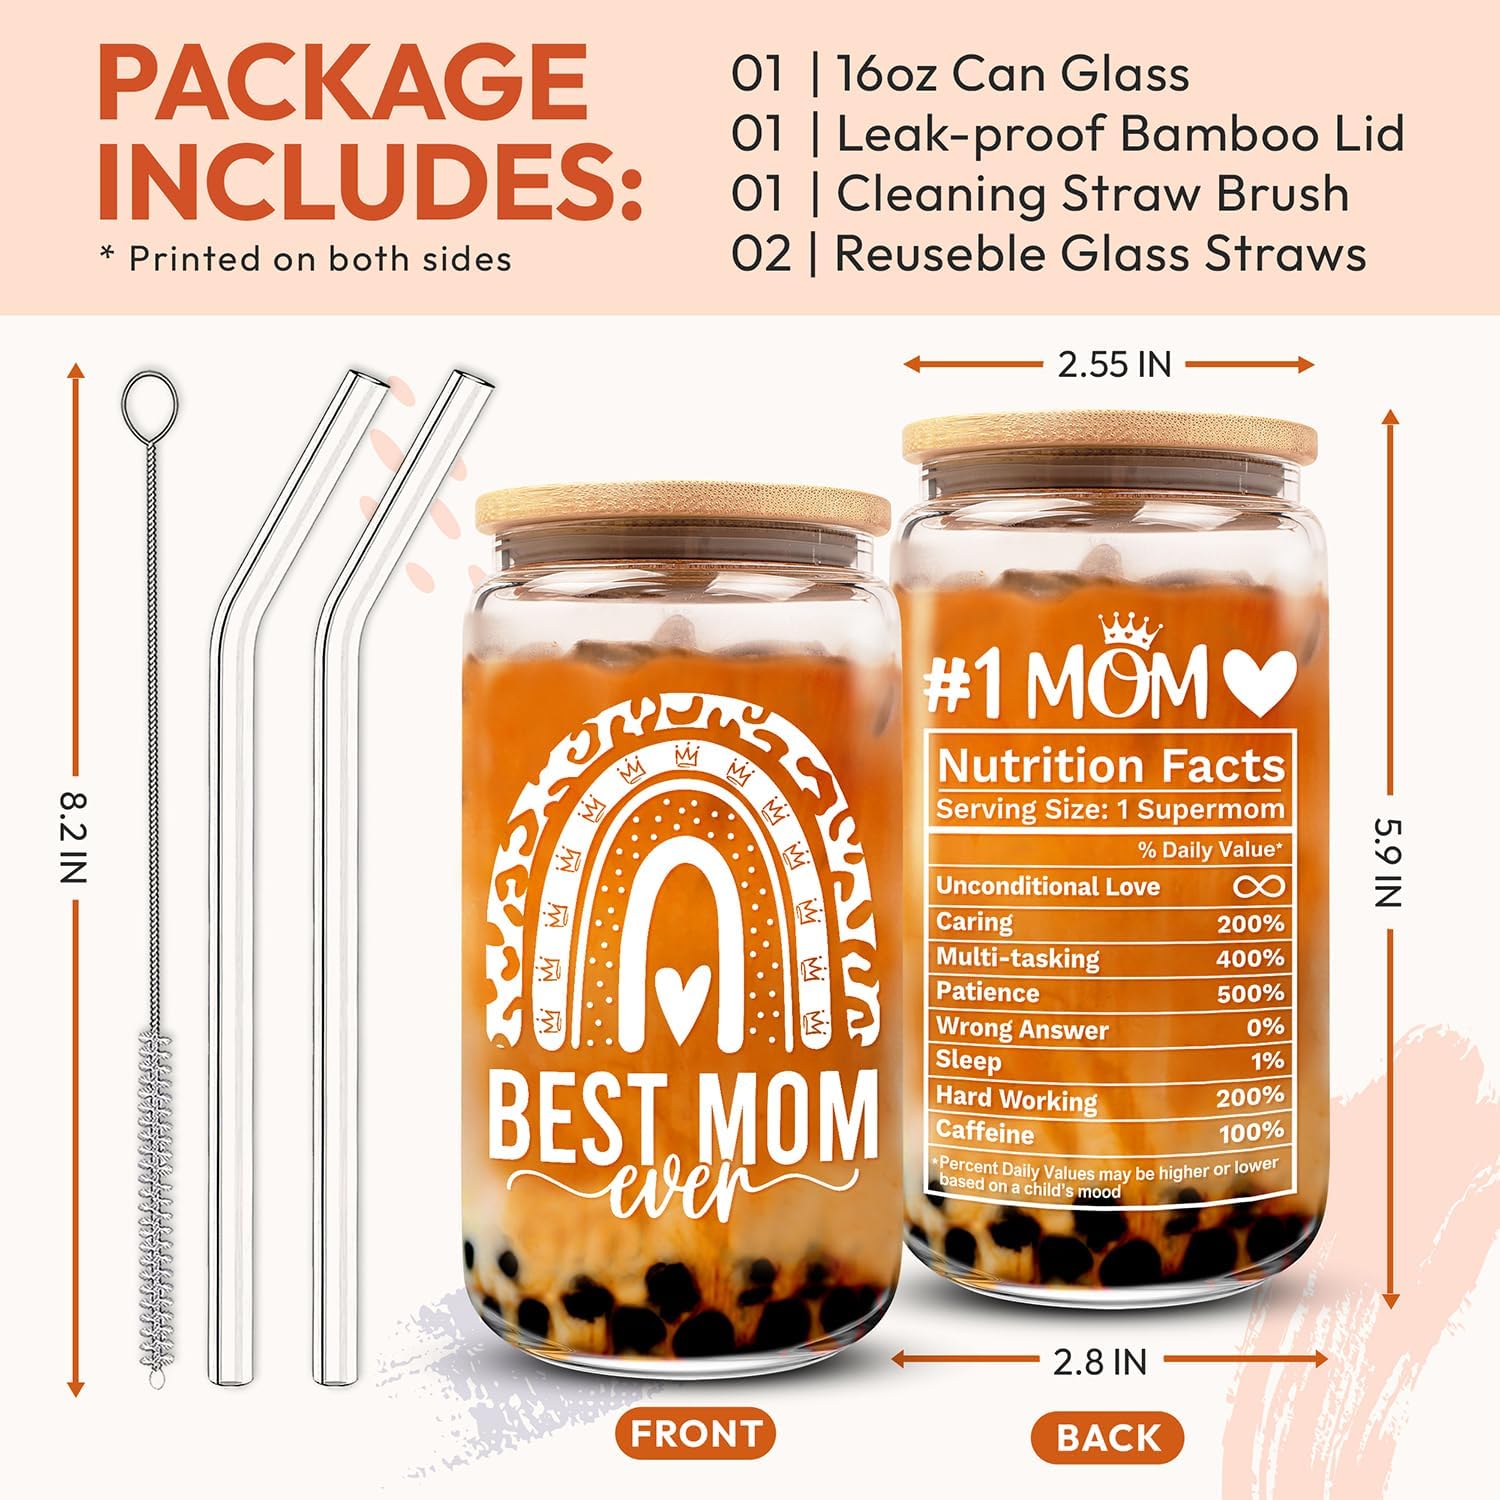 PACKAGE
INCLUDES:
* Printed on both sides
01 | 16oz Can Glass
01 | Leak-proof Bamboo Lid
01 | Cleaning Straw Brush
02 | Reuseble Glass Straws
8.2 IN
2.55 IN
5.9 IN
2.8 IN
BEST MOM
ever
FRONT
#1 MOM
Nutrition Facts
Serving Size: 1 Supermom
% Daily Value*
Unconditional Love ∞
Caring 200%
Multi-tasking 400%
Patience 500%
Wrong Answer 0%
Sleep 1%
Hard Working 200%
Caffeine 100%
*Percent Daily Values may be higher or lower
based on a child's mood
BACK